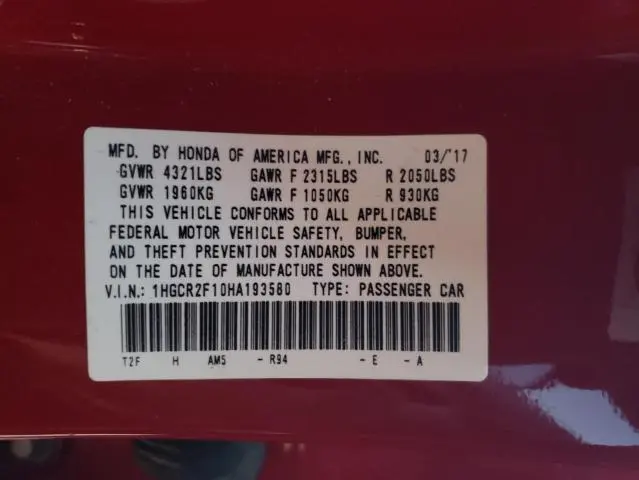 MFD. BY HONDA OF AMERICA MFG., INC. 03/'17
GVWR 4321LBS GAWR F 2315LBS R 2050LBS
GVWR 1960KG GAWR F 1050KG R 930KG
THIS VEHICLE CONFORMS TO ALL APPLICABLE
FEDERAL MOTOR VEHICLE SAFETY, BUMPER,
AND THEFT PREVENTION STANDARDS IN EFFECT
ON THE DATE OF MANUFACTURE SHOWN ABOVE.
V.I.N.: 1HGCR2F10HA193580 TYPE: PASSENGER CAR
T2F H AM5 - R94 - E - A